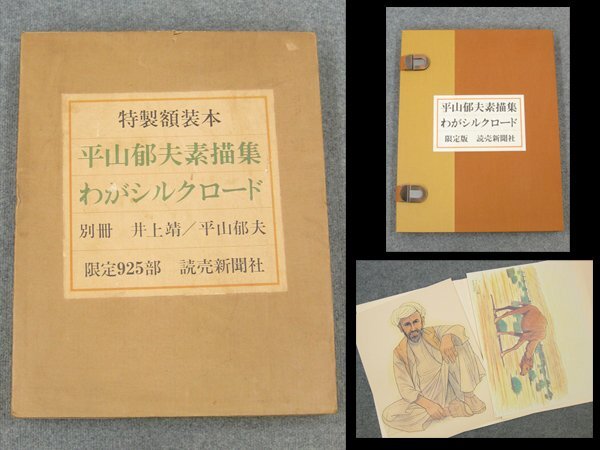 特製額装本
平山郁夫素描集
わがシルクロード
別冊 井上靖／平山郁夫
限定925部 読売新聞社
平山郁夫素描集
わがシルクロード
限定版 読売新聞社